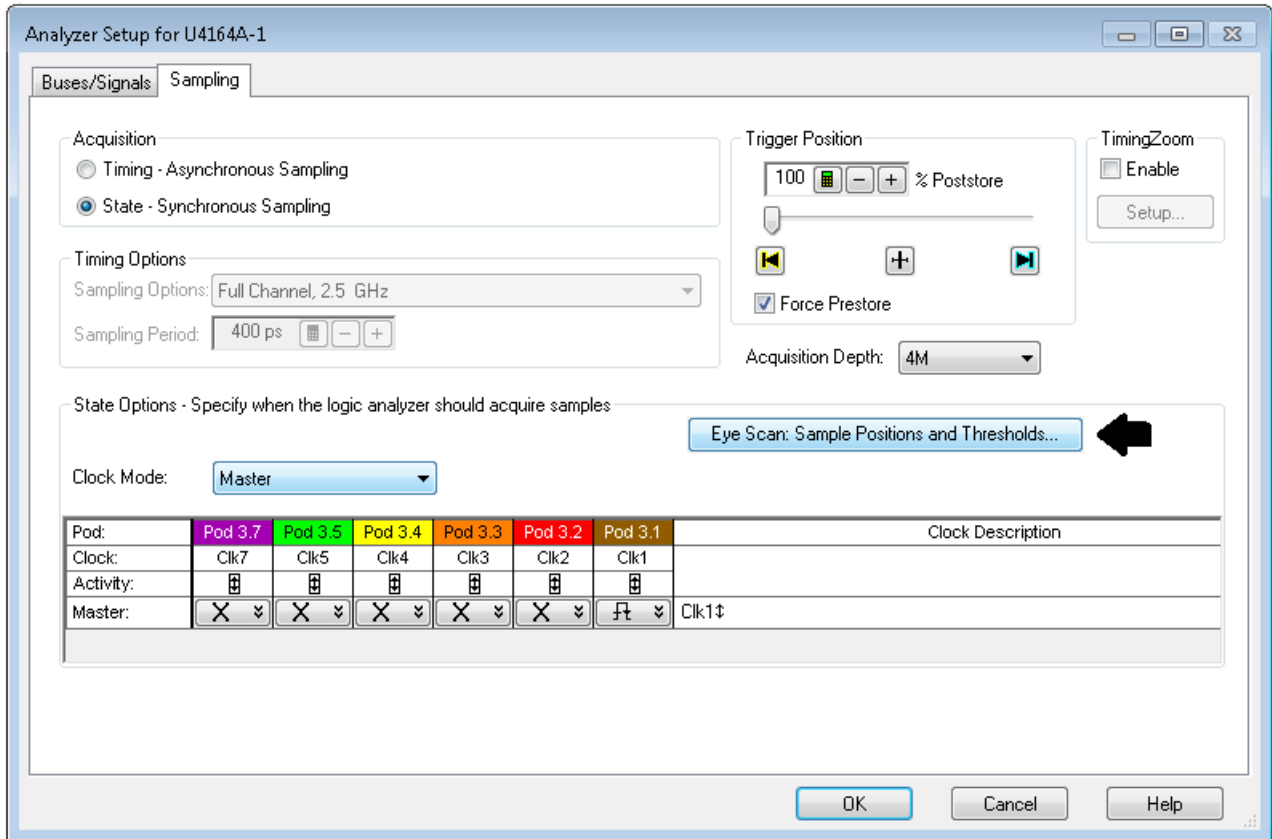 Analyzer Setup for U4164A-1
Buses/Signals
Sampling
Acquisition
Timing - Asynchronous Sampling
State - Synchronous Sampling
Timing Options
Sampling Options: Full Channel, 2.5 GHz
Sampling Period: 400 ps
Trigger Position
100 % Poststore
Force Prestore
TimingZoom
Enable
Setup...
Acquisition Depth: 4M
State Options - Specify when the logic analyzer should acquire samples
Eye Scan: Sample Positions and Thresholds...
Clock Mode: Master
Pod: Pod 3.7 Pod 3.5 Pod 3.4 Pod 3.3 Pod 3.2 Pod 3.1 Clock Description
Clock: Clk7 Clk5 Clk4 Clk3 Clk2 Clk1
Activity:
Master: X X X X X Clk1↕
OK Cancel Help